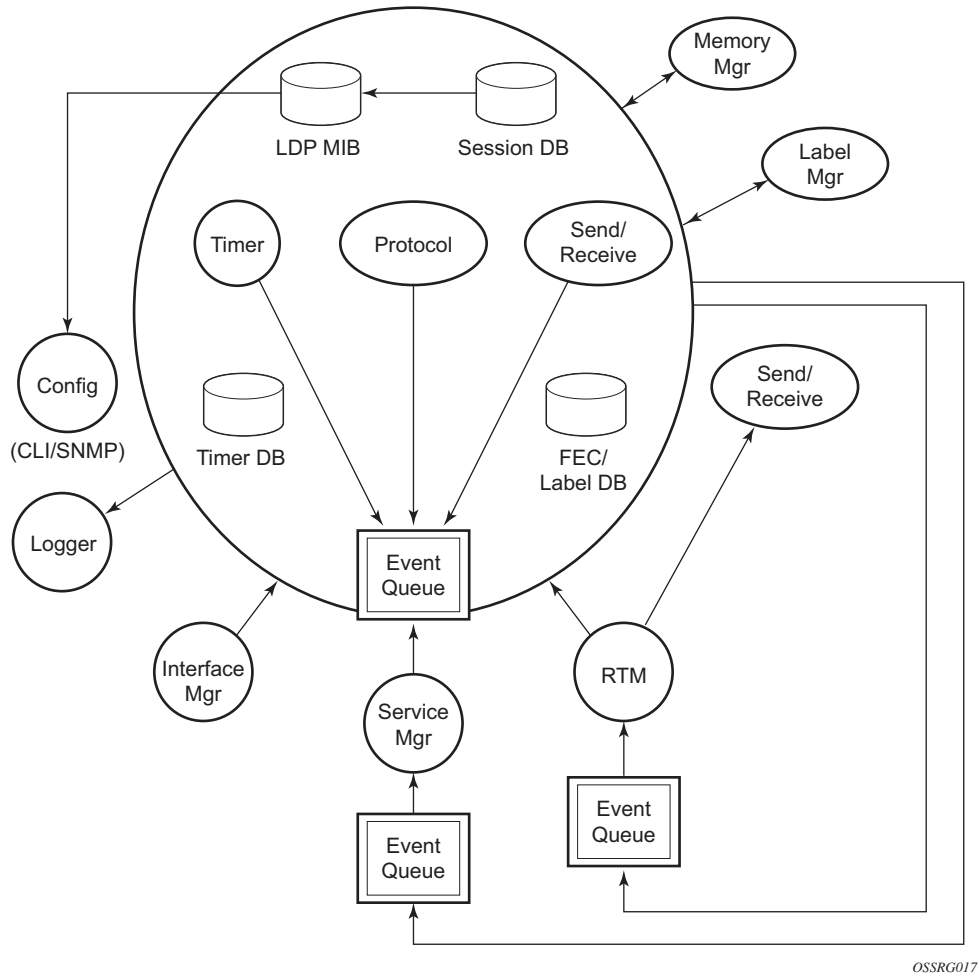 Memory
Mgr
LDP MIB
Session DB
Label
Mgr
Timer
Protocol
Send/
Receive
Config
(CLI/SNMP)
Send/
Receive
Timer DB
FEC/
Label DB
Logger
Event
Queue
Interface
Mgr
RTM
Service
Mgr
Event
Queue
Event
Queue
OSSRG017